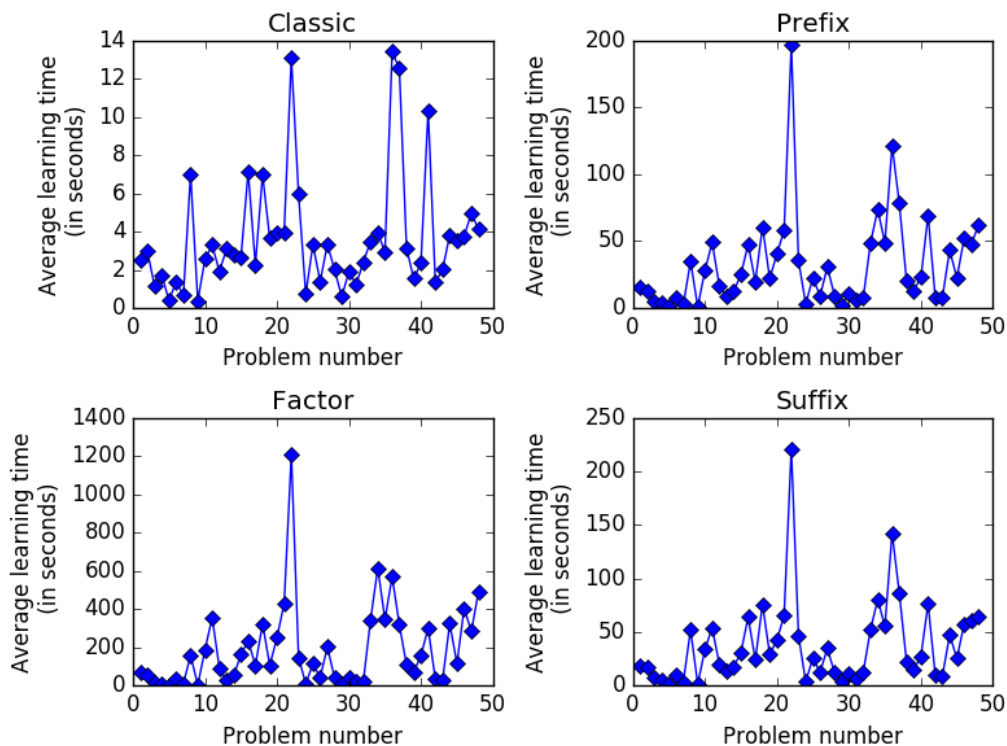 Classic
Average learning time
(in seconds)
14
12
10
8
6
4
2
0
0 10 20 30 40 50
Problem number
Prefix
Average learning time
(in seconds)
200
150
100
50
0
0 10 20 30 40 50
Problem number
Factor
Average learning time
(in seconds)
1400
1200
1000
800
600
400
200
0
0 10 20 30 40 50
Problem number
Suffix
Average learning time
(in seconds)
250
200
150
100
50
0
0 10 20 30 40 50
Problem number